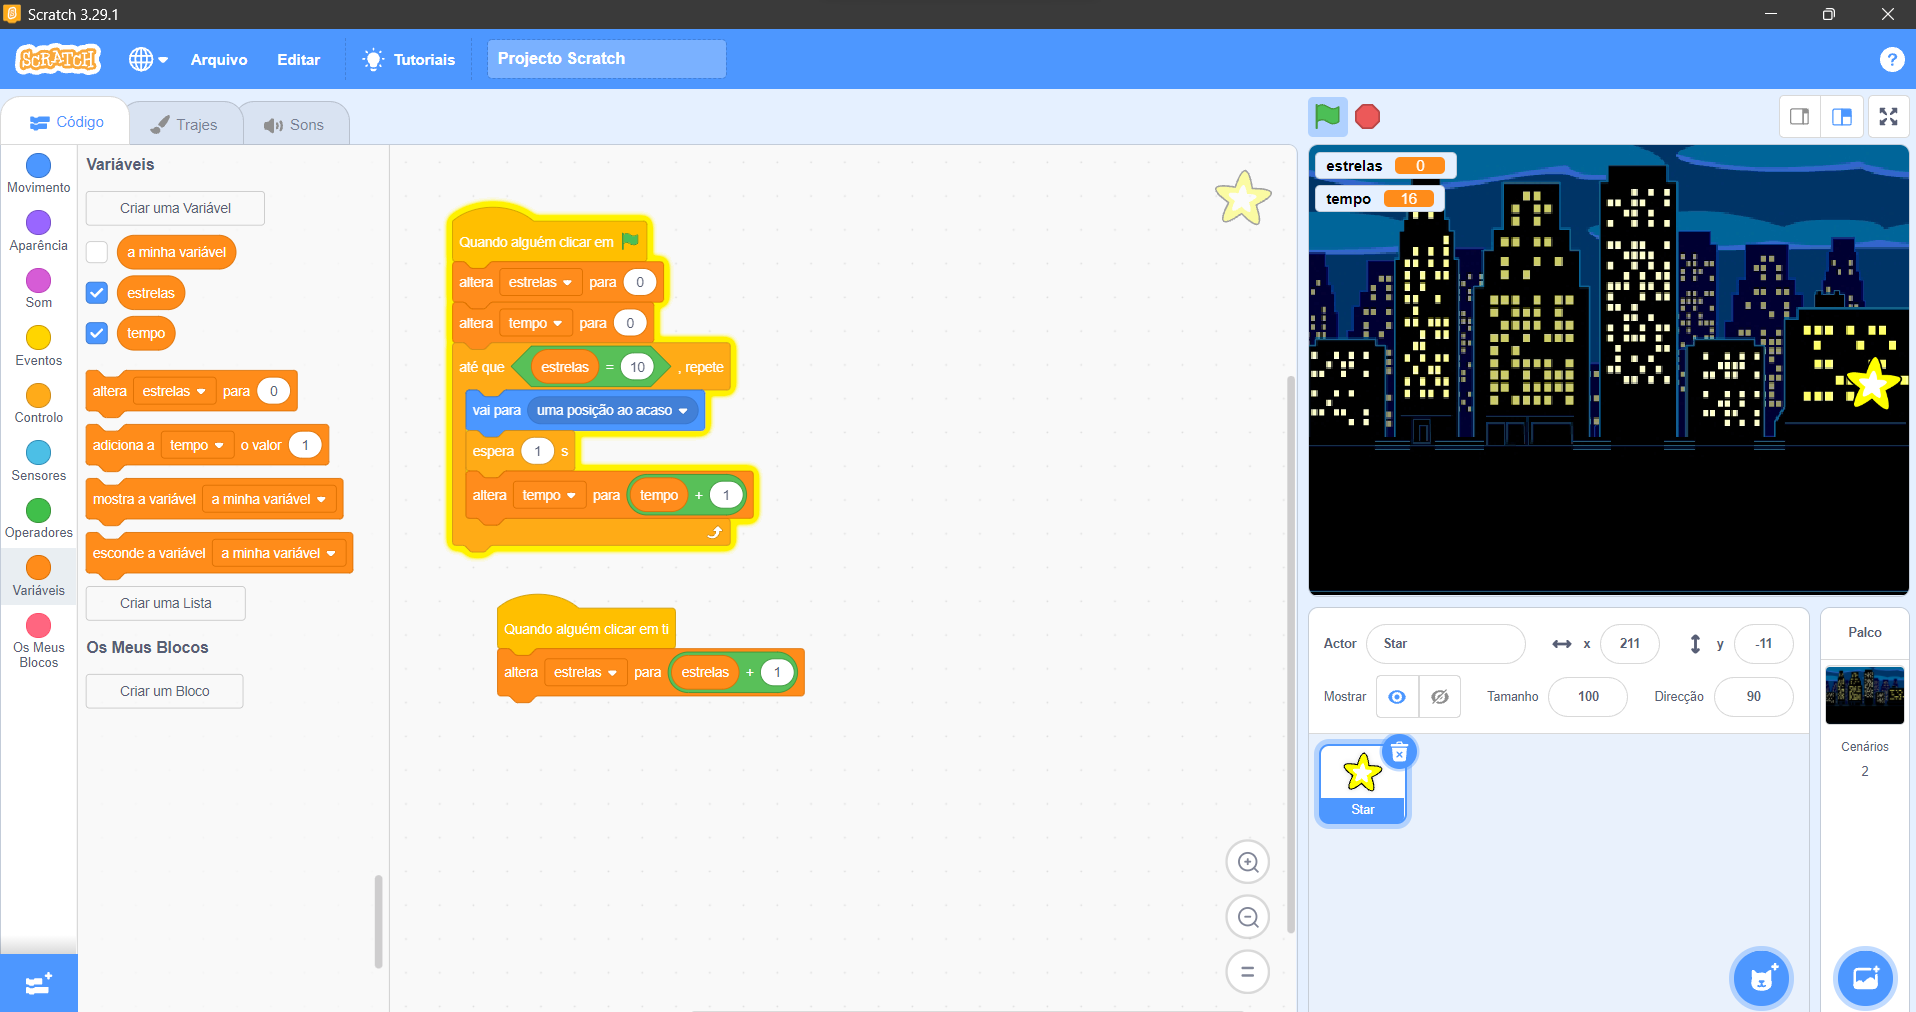 Scratch 3.29.1
SCRATCH
Arquivo
Editar
Tutoriais
Projecto Scratch
?
Código
Trajes
Sons
Movimento
Aparência
Som
Eventos
Controlo
Sensores
Operadores
Variáveis
Os Meus
Blocos
Variáveis
Criar uma Variável
a minha variável
estrelas
tempo
altera estrelas para 0
adiciona a tempo o valor 1
mostra a variável a minha variável
esconde a variável a minha variável
Criar uma Lista
Os Meus Blocos
Criar um Bloco
Quando alguém clicar em
altera estrelas para 0
altera tempo para 0
até que estrelas = 10 , repete
vai para uma posição ao acaso
espera 1 s
altera tempo para tempo + 1
Quando alguém clicar em ti
altera estrelas para estrelas + 1
estrelas 0
tempo 16
Actor Star x 211 y -11
Mostrar Tamanho 100 Direcção 90
Star
Palco
Cenários
2